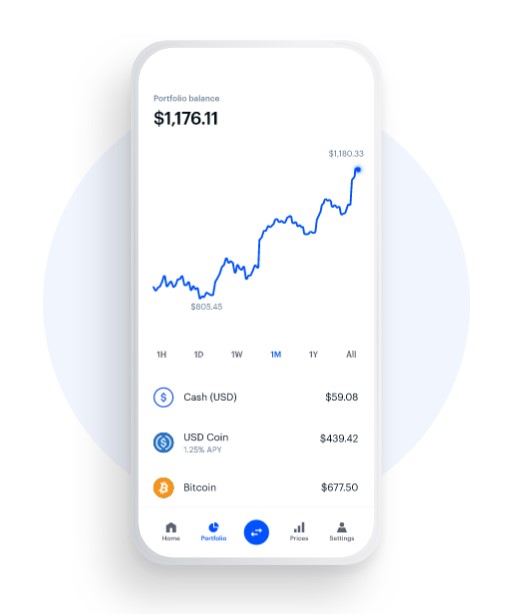 Portfolio balance
$1,176.11
$1,180.33
$805.45
1H 1D 1W 1M 1Y All
Cash (USD) $59.08
USD Coin $439.42
1.25% APY
Bitcoin $677.50
Home Portfolio Prices Settings